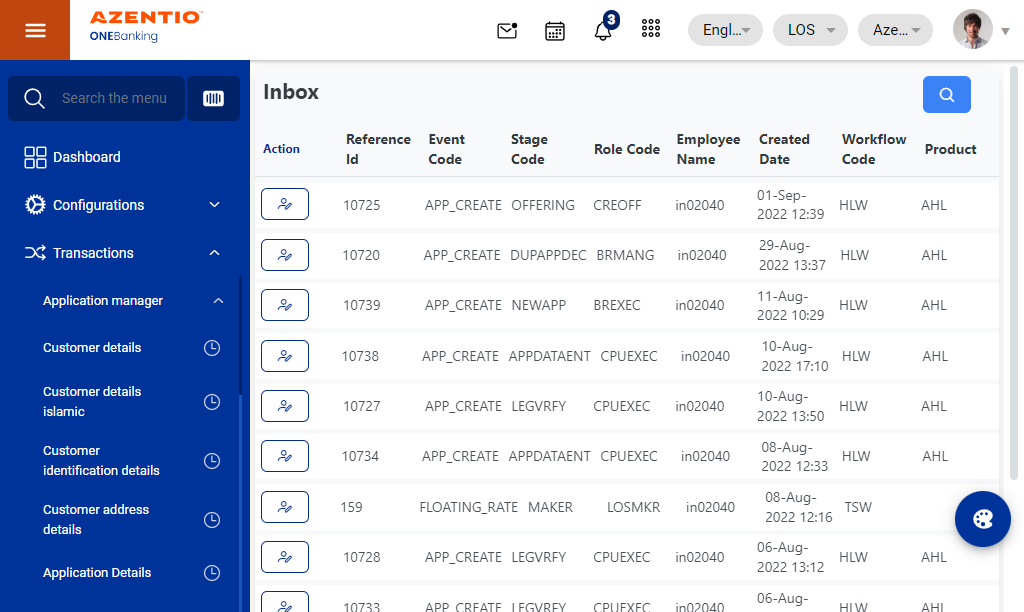 AZENTIO
ONEBanking
3
Engl...
LOS
Aze...
Search the menu
Dashboard
Configurations
Transactions
Application manager
Customer details
Customer details
islamic
Customer
identification details
Customer address
details
Application Details
Inbox
Action Reference Id Event Code Stage Code Role Code Employee Name Created Date Workflow Code Product
10725 APP_CREATE OFFERING CREOFF in02040 01-Sep-2022 12:39 HLW AHL
10720 APP_CREATE DUPAPPDEC BRMANG in02040 29-Aug-2022 13:37 HLW AHL
10739 APP_CREATE NEWAPP BREXEC in02040 11-Aug-2022 10:29 HLW AHL
10738 APP_CREATE APPDATAENT CPUEXEC in02040 10-Aug-2022 17:10 HLW AHL
10727 APP_CREATE LEGVRFY CPUEXEC in02040 10-Aug-2022 13:50 HLW AHL
10734 APP_CREATE APPDATAENT CPUEXEC in02040 08-Aug-2022 12:33 HLW AHL
159 FLOATING_RATE MAKER LOSMKR in02040 08-Aug-2022 12:16 TSW
10728 APP_CREATE LEGVRFY CPUEXEC in02040 06-Aug-2022 13:12 HLW AHL
10733 APP_CREATE LEGVRFY CPUEXEC in02040 06-Aug- HLW AHL